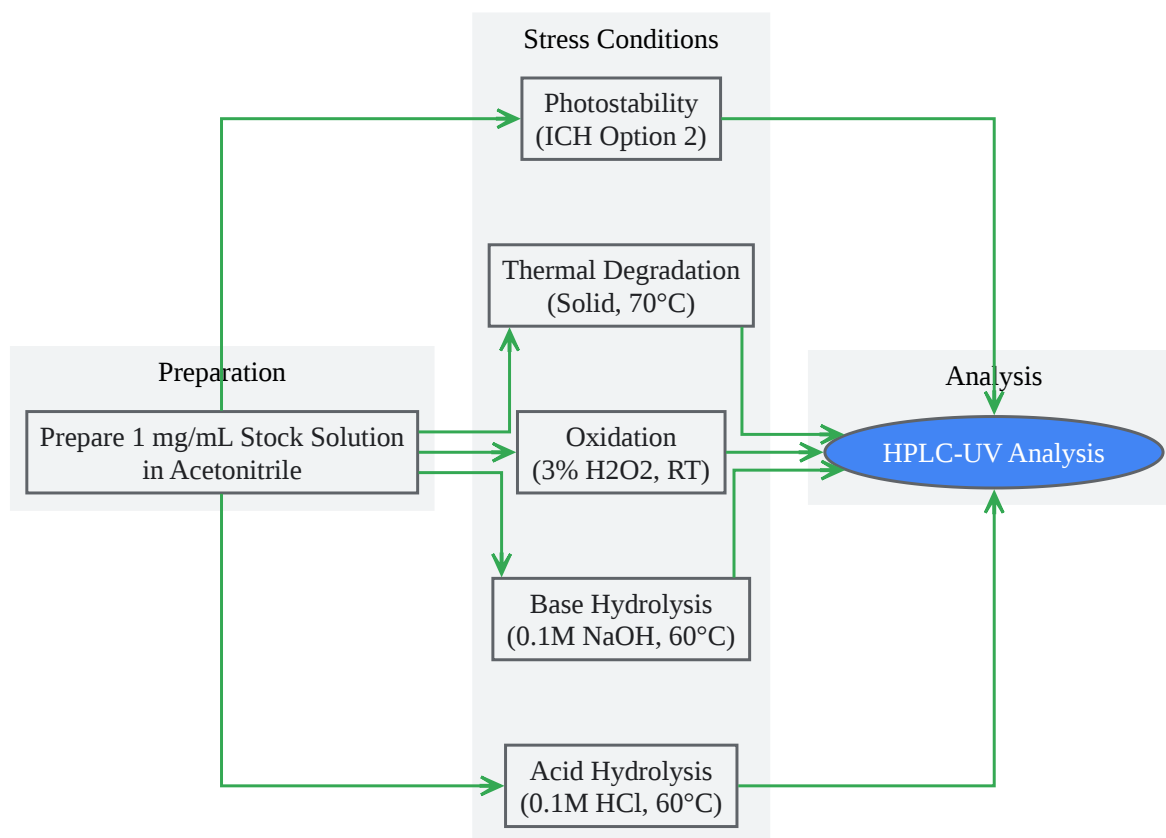 Stress Conditions
Photostability
(ICH Option 2)
Thermal Degradation
(Solid, 70°C)
Preparation
Prepare 1 mg/mL Stock Solution
in Acetonitrile
Oxidation
(3% H2O2, RT)
Analysis
HPLC-UV Analysis
Base Hydrolysis
(0.1M NaOH, 60°C)
Acid Hydrolysis
(0.1M HCl, 60°C)